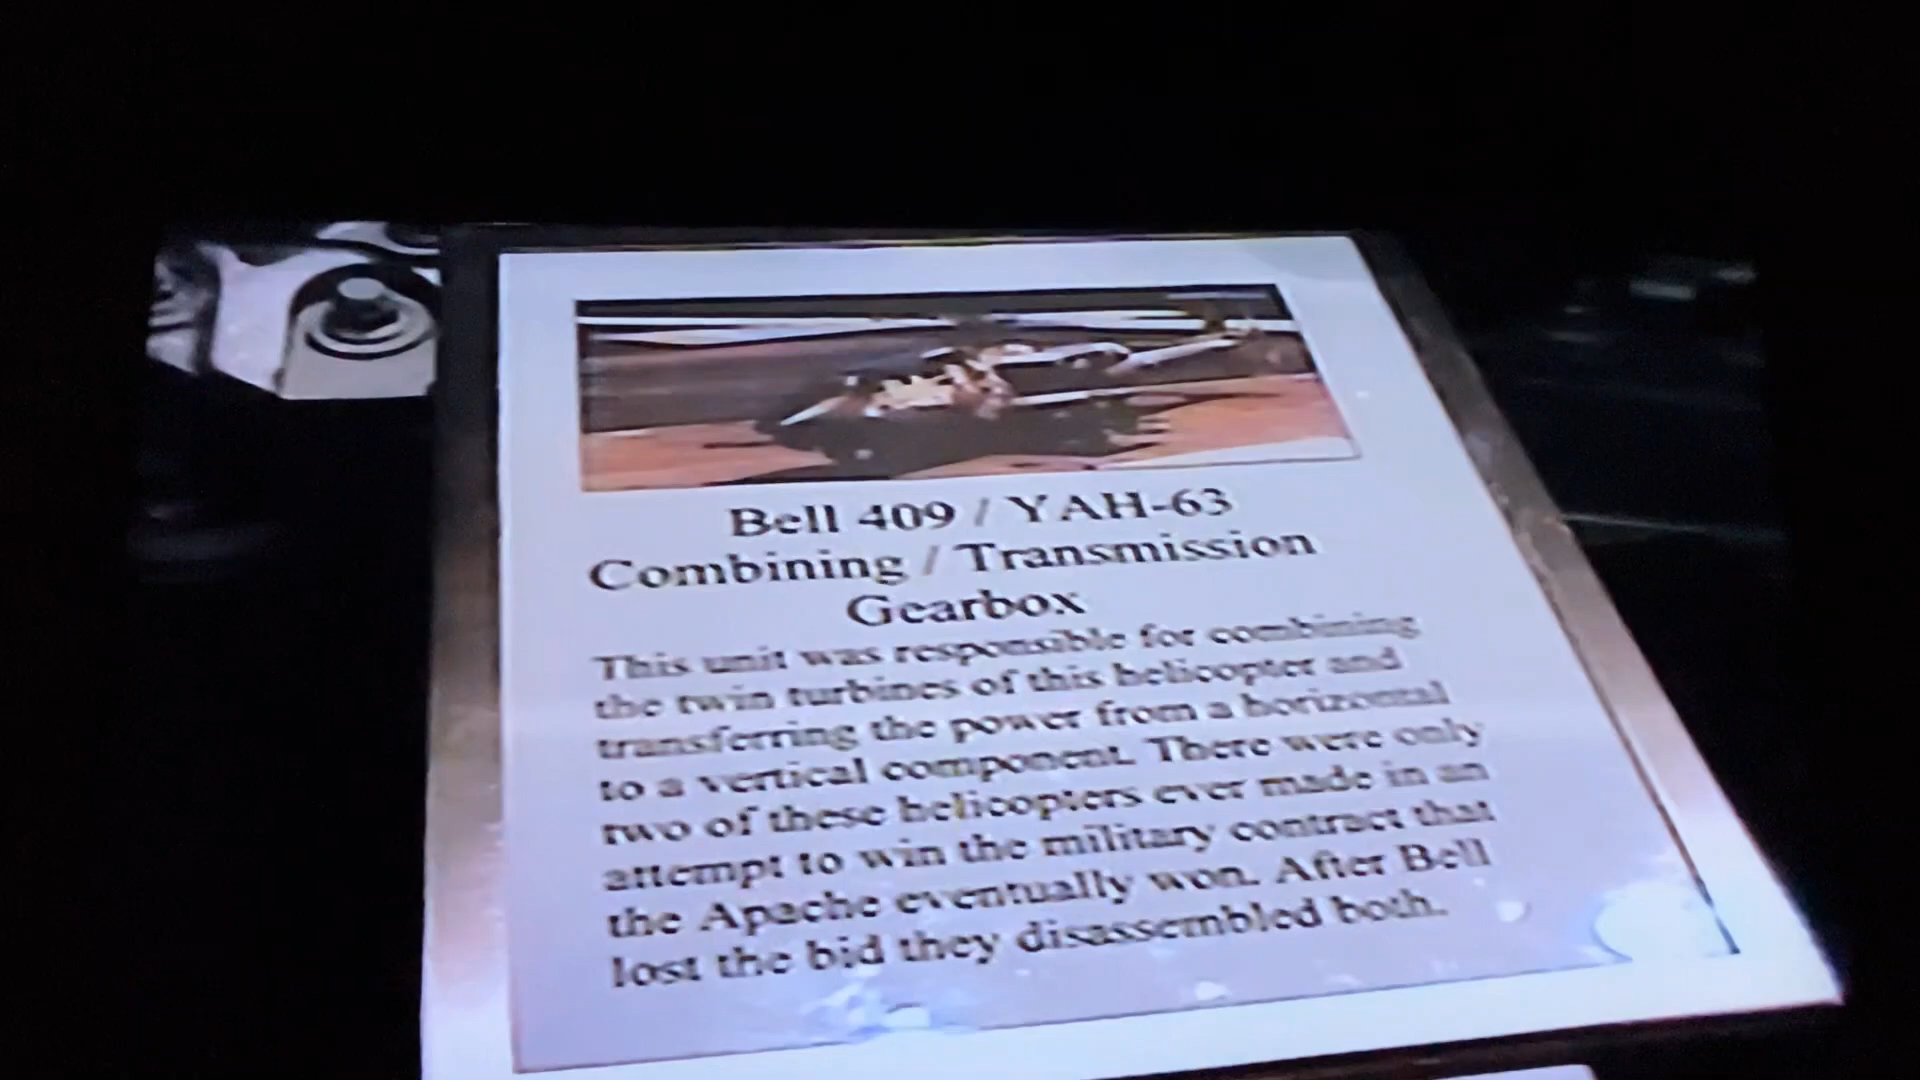 Bell 409 / YAH-63
Combining / Transmission
Gearbox
This unit was responsible for combining
the twin turbines of this helicopter and
transferring the power from a horizontal
to a vertical component. There were only
two of these helicopters ever made in an
attempt to win the military contract that
the Apache eventually won. After Bell
lost the bid they disassembled both.